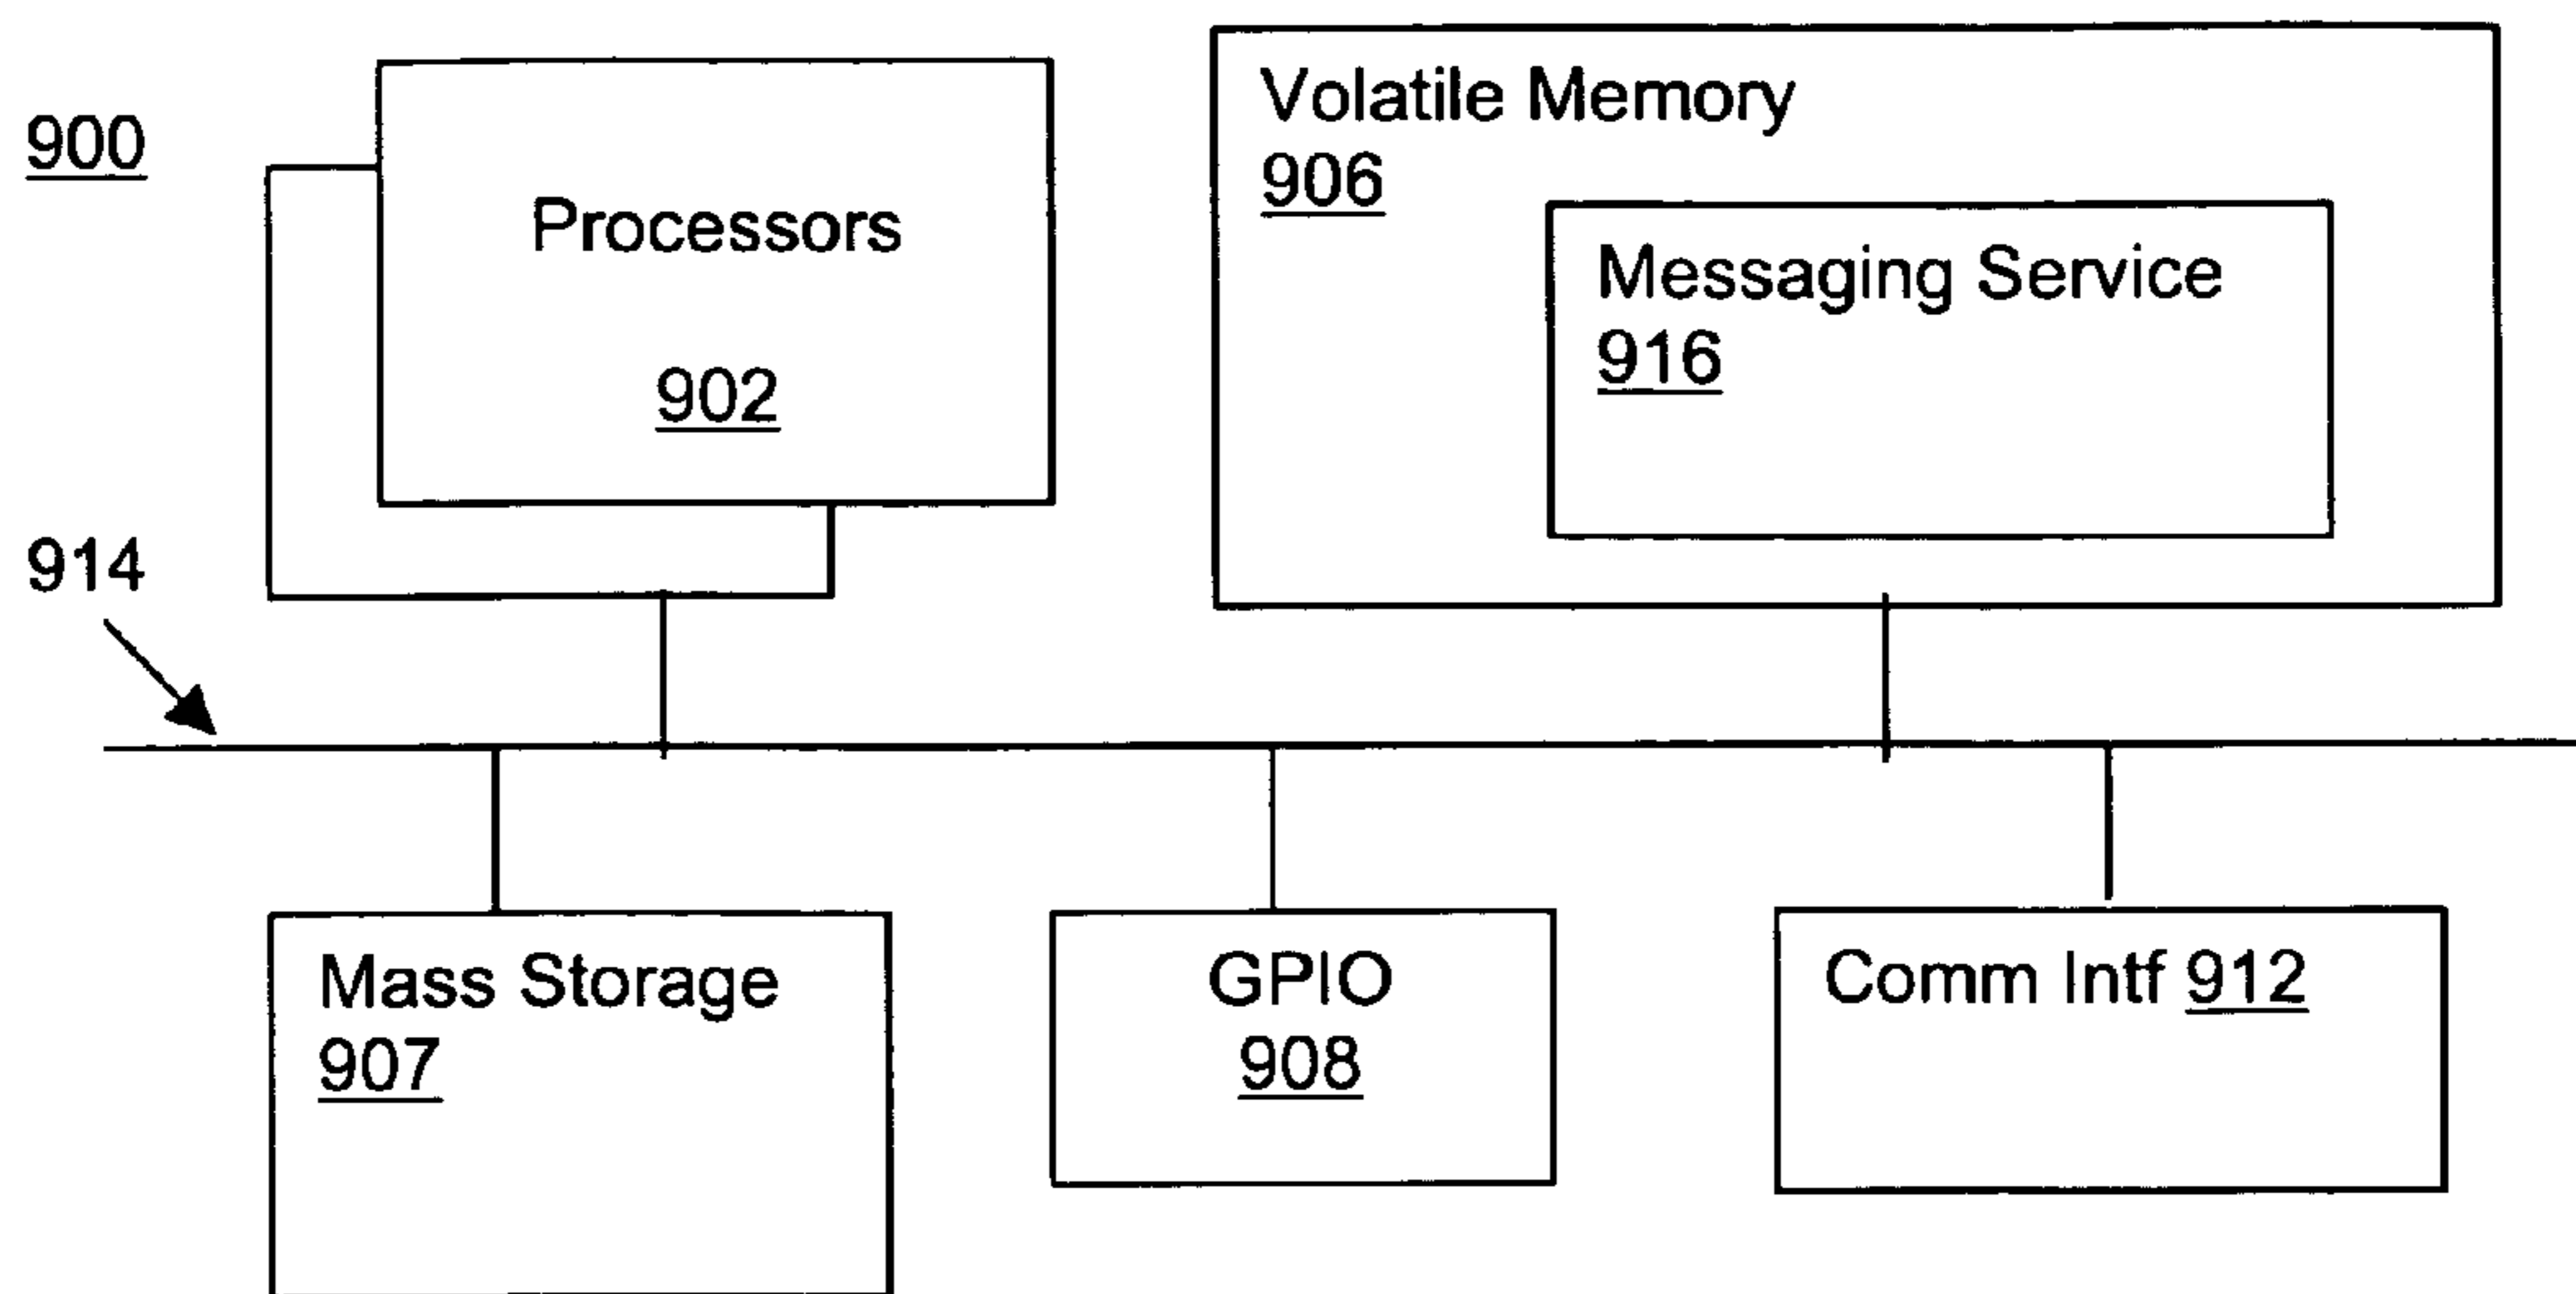 900
Processors
902
Volatile Memory
906
Messaging Service
916
914
Mass Storage
907
GPIO
908
Comm Intf 912